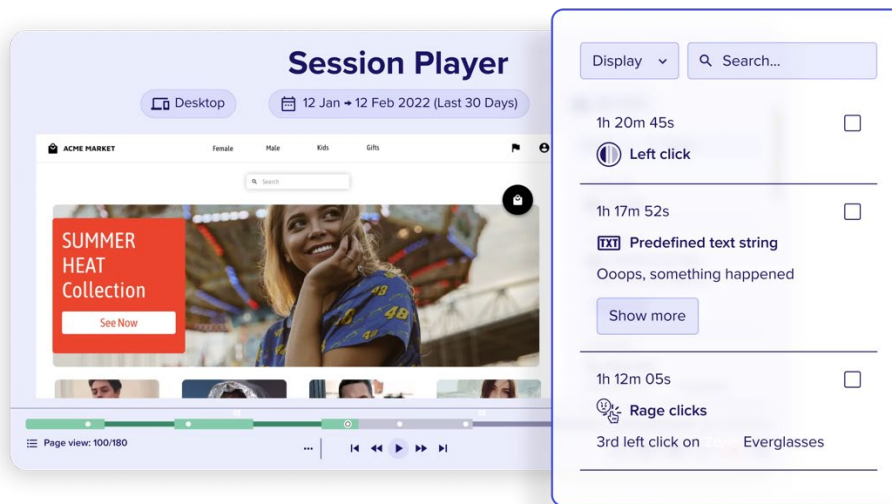 Session Player
Desktop
12 Jan → 12 Feb 2022 (Last 30 Days)
ACME MARKET
Female
Male
Kids
Gifts
Search
SUMMER
HEAT
Collection
See Now
Page view: 100/180
Display
Search...
1h 20m 45s
Left click
1h 17m 52s
TXT Predefined text string
Ooops, something happened
Show more
1h 12m 05s
Rage clicks
3rd left click on Everglasses